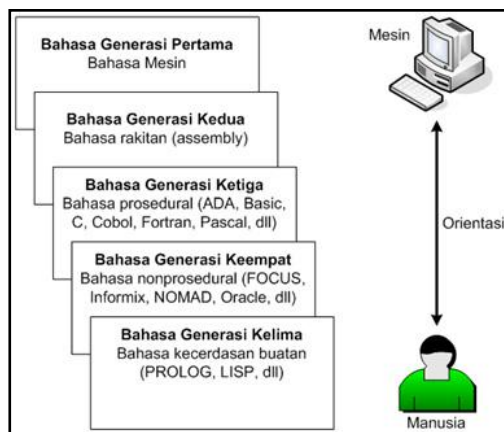 Bahasa Generasi Pertama
Bahasa Mesin
Bahasa Generasi Kedua
Bahasa rakitan (assembly)
Bahasa Generasi Ketiga
Bahasa prosedural (ADA, Basic,
C, Cobol, Fortran, Pascal, dll)
Bahasa Generasi Keempat
Bahasa nonprosedural (FOCUS,
Informix, NOMAD, Oracle, dll)
Bahasa Generasi Kelima
Bahasa kecerdasan buatan
(PROLOG, LISP, dll)
Mesin
Orientasi
Manusia